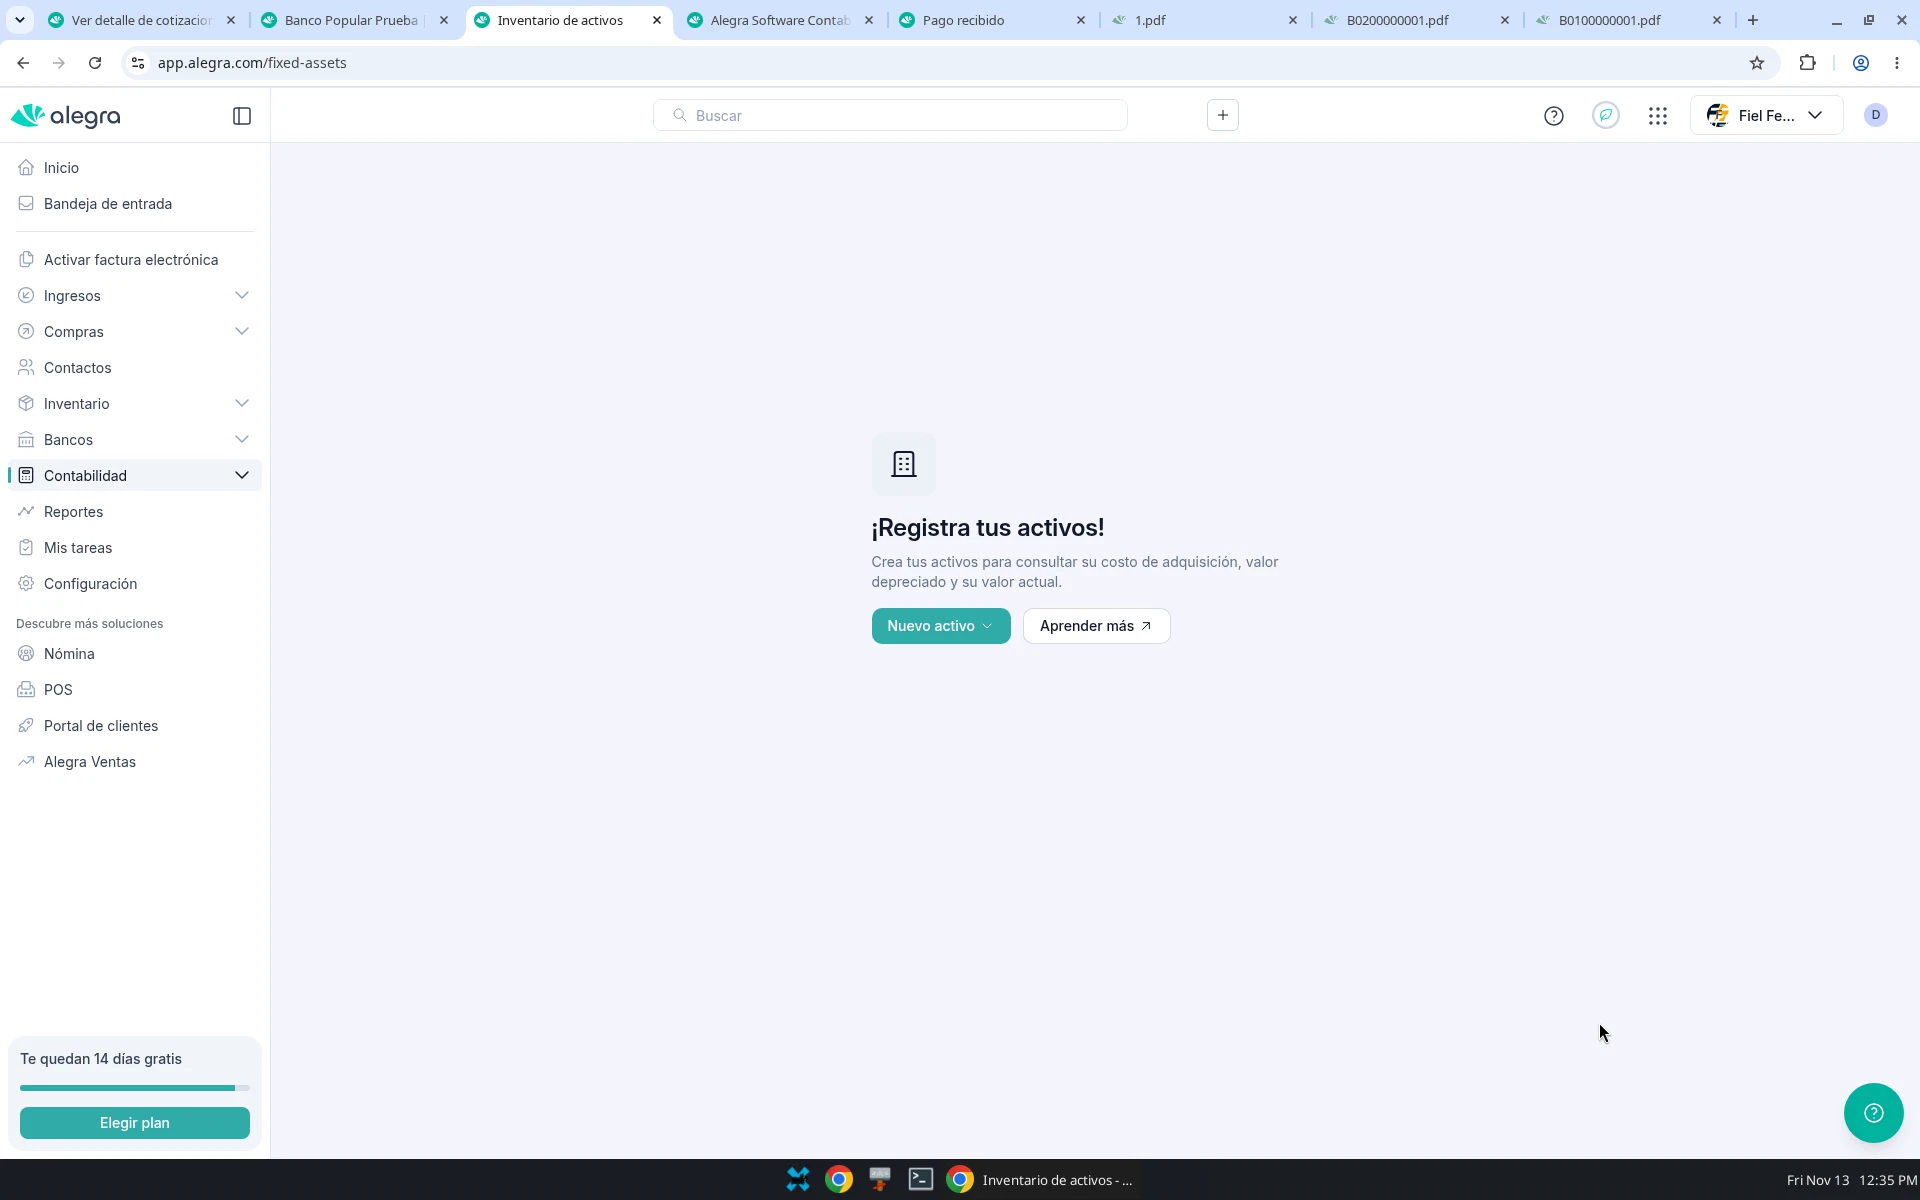 Ver detalle de cotizacior
Banco Popular Prueba
Inventario de activos
Alegra Software Contab
Pago recibido
1.pdf
B0200000001.pdf
B0100000001.pdf
app.alegra.com/fixed-assets
alegra
Buscar
Fiel Fe...
D
Inicio
Bandeja de entrada
Activar factura electrónica
Ingresos
Compras
Contactos
Inventario
Bancos
Contabilidad
Reportes
Mis tareas
Configuración
Descubre más soluciones
Nómina
POS
Portal de clientes
Alegra Ventas
¡Registra tus activos!
Crea tus activos para consultar su costo de adquisición, valor
depreciado y su valor actual.
Nuevo activo
Aprender más
Te quedan 14 días gratis
Elegir plan
Inventario de activos - ...
Fri Nov 13 12:35 PM